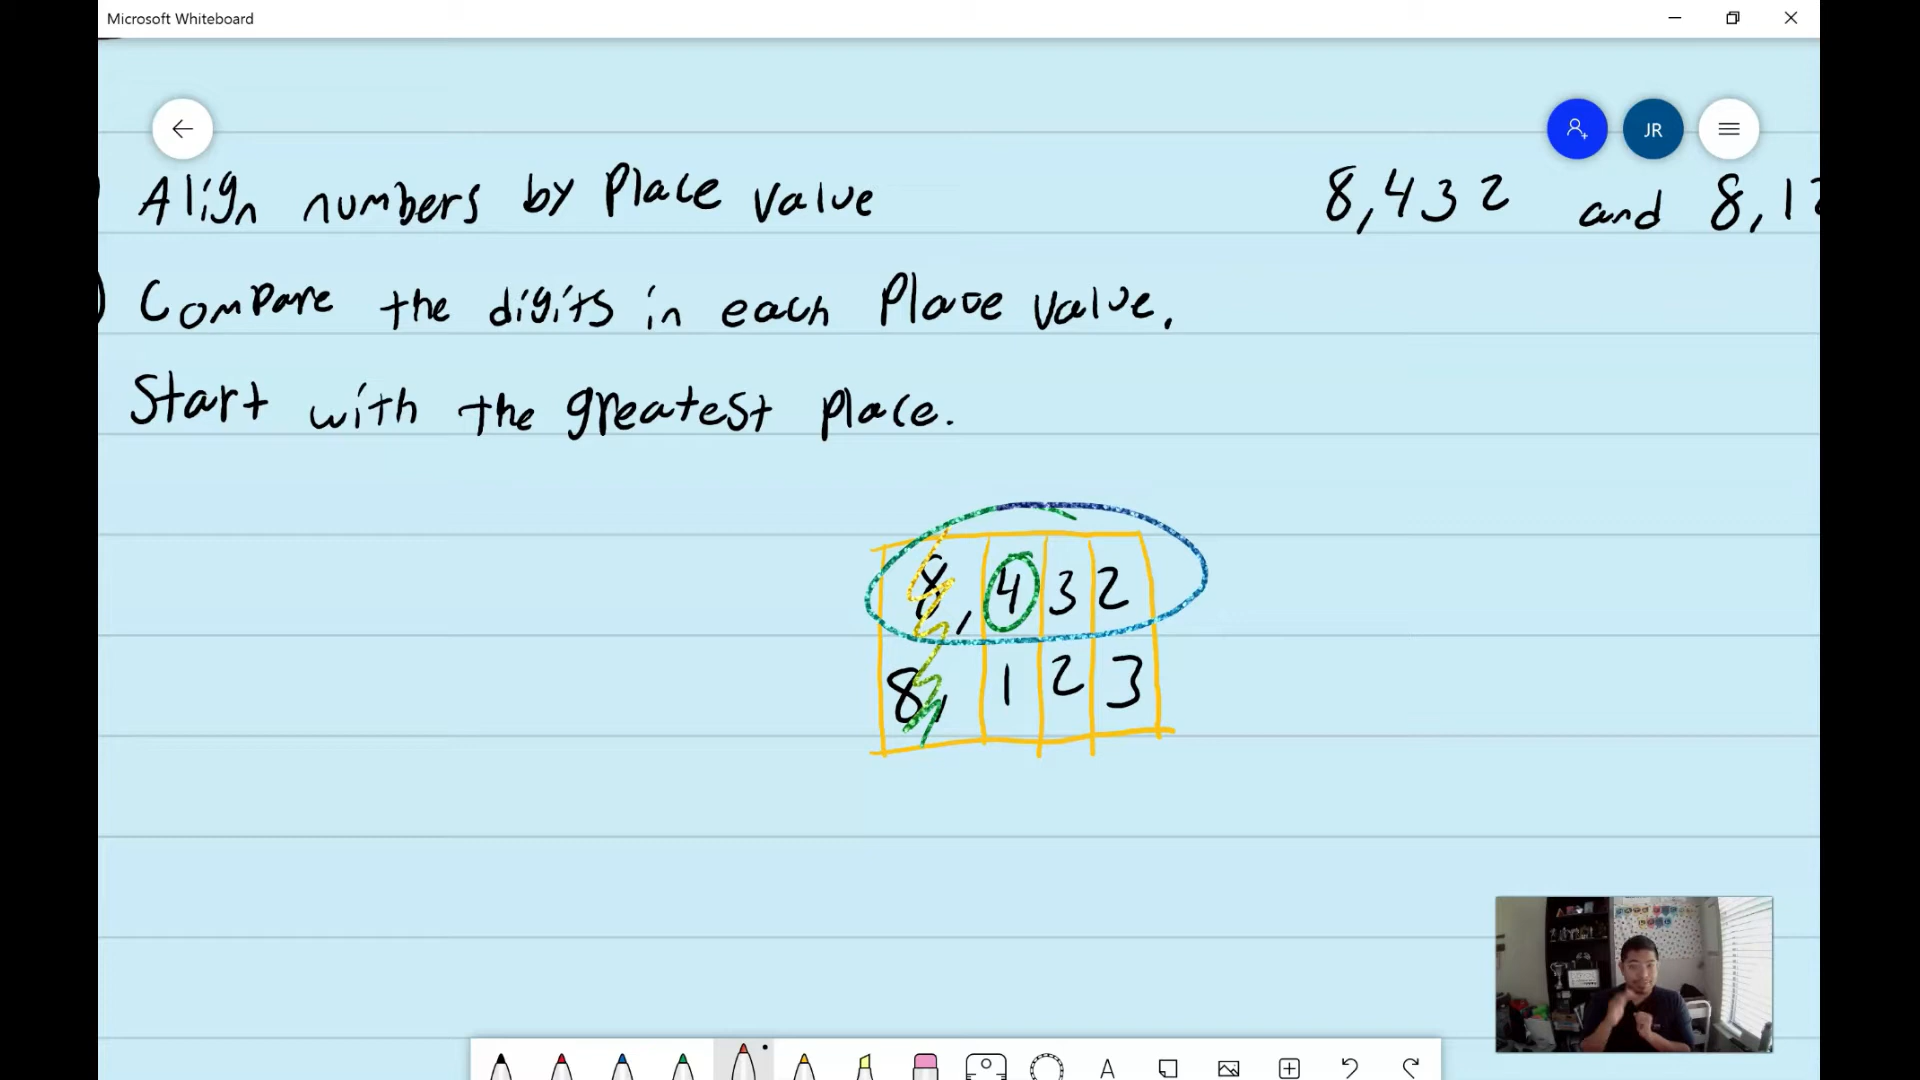 Microsoft Whiteboard
JR
Align numbers by Place value
8,432 and 8,12
Compare the digits in each Place value.
Start with the greatest place.
8,432
8,123